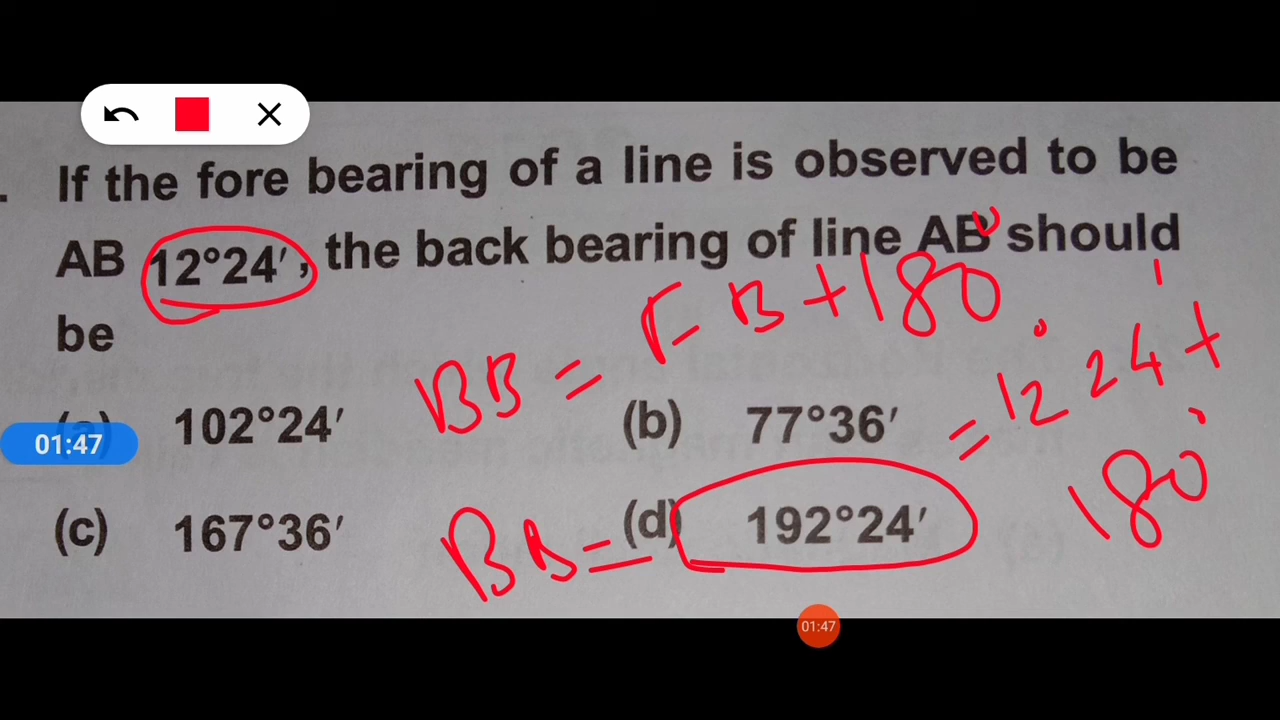 . If the fore bearing of a line is observed to be
AB 12°24′, the back bearing of line AB should
be
BB = FB+180
= 12°24′ +
180°
(a) 102°24′ (b) 77°36′
01:47
(c) 167°36′ (d) 192°24′
BB=
01:47